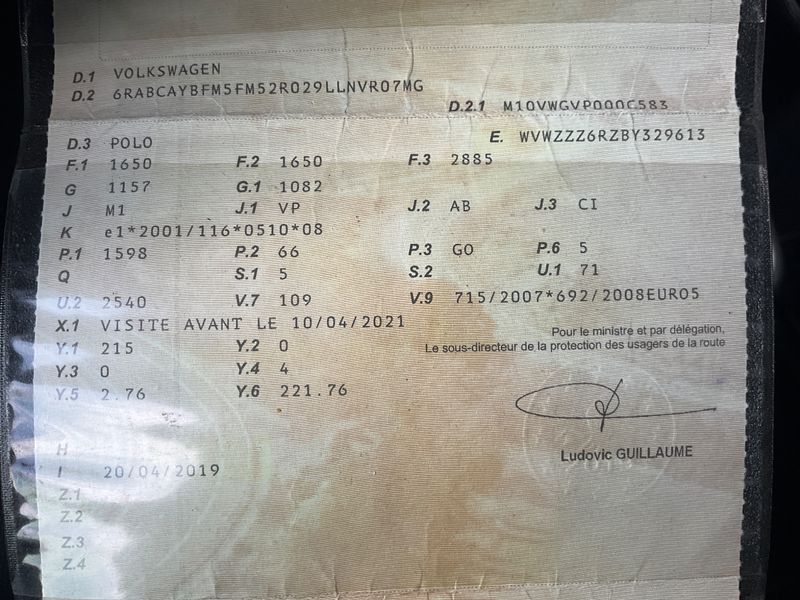 D.1 VOLKSWAGEN
D.2 6RABCAYBFM5FM52R029LLNVR07MG
D.2.1 M10VWGVP000C583
D.3 POLO E. WVWZZZ6RZBY329613
F.1 1650 F.2 1650 F.3 2885
G 1157 G.1 1082
J M1 J.1 VP J.2 AB J.3 CI
K e1*2001/116*0510*08
P.1 1598 P.2 66 P.3 GO P.6 5
Q S.1 5 S.2 U.1 71
U.2 2540 V.7 109 V.9 715/2007*692/2008EURO5
X.1 VISITE AVANT LE 10/04/2021
Pour le ministre et par délégation,
Y.1 215 Y.2 0 Le sous-directeur de la protection des usagers de la route
Y.3 0 Y.4 4
Y.5 2.76 Y.6 221.76
H
Ludovic GUILLAUME
I 20/04/2019
Z.1
Z.2
Z.3
Z.4